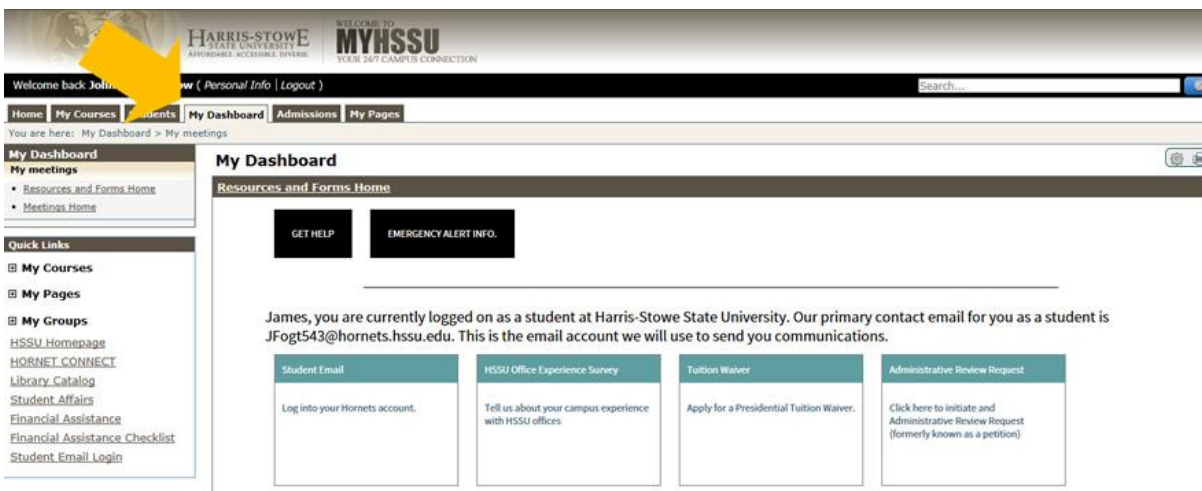 HARRIS-STOWE
STATE UNIVERSITY
AFFORDABLE. ACCESSIBLE. DIVERSE.
WELCOME TO
MYHSSU
YOUR 24/7 CAMPUS CONNECTION
Welcome back John ow ( Personal Info | Logout )
Search...
Home My Courses Students My Dashboard Admissions My Pages
You are here: My Dashboard > My meetings
My Dashboard
My meetings
• Resources and Forms Home
• Meetings Home
Quick Links
My Courses
My Pages
My Groups
HSSU Homepage
HORNET CONNECT
Library Catalog
Student Affairs
Financial Assistance
Financial Assistance Checklist
Student Email Login
My Dashboard
Resources and Forms Home
GET HELP
EMERGENCY ALERT INFO.
James, you are currently logged on as a student at Harris-Stowe State University. Our primary contact email for you as a student is
JFogt543@hornets.hssu.edu. This is the email account we will use to send you communications.
Student Email
Log into your Hornets account.
HSSU Office Experience Survey
Tell us about your campus experience
with HSSU offices
Tuition Waiver
Apply for a Presidential Tuition Waiver.
Administrative Review Request
Click here to initiate and
Administrative Review Request
(formerly known as a petition)